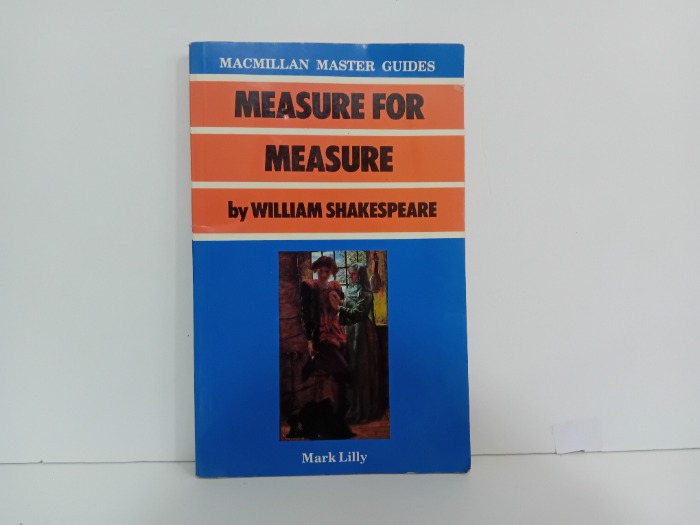 MACMILLAN MASTER GUIDES
MEASURE FOR
MEASURE
by WILLIAM SHAKESPEARE
Mark Lilly